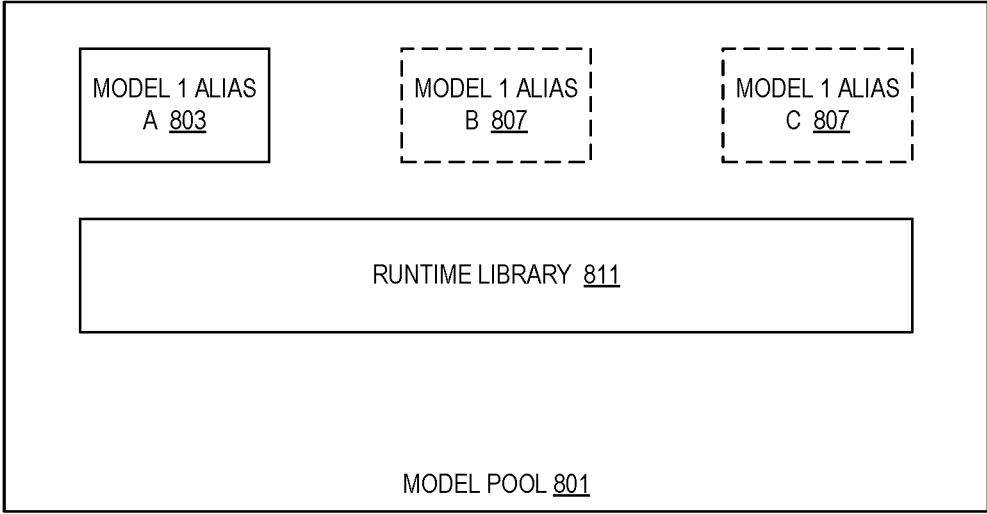 MODEL 1 ALIAS
A 803
MODEL 1 ALIAS
B 807
MODEL 1 ALIAS
C 807
RUNTIME LIBRARY 811
MODEL POOL 801